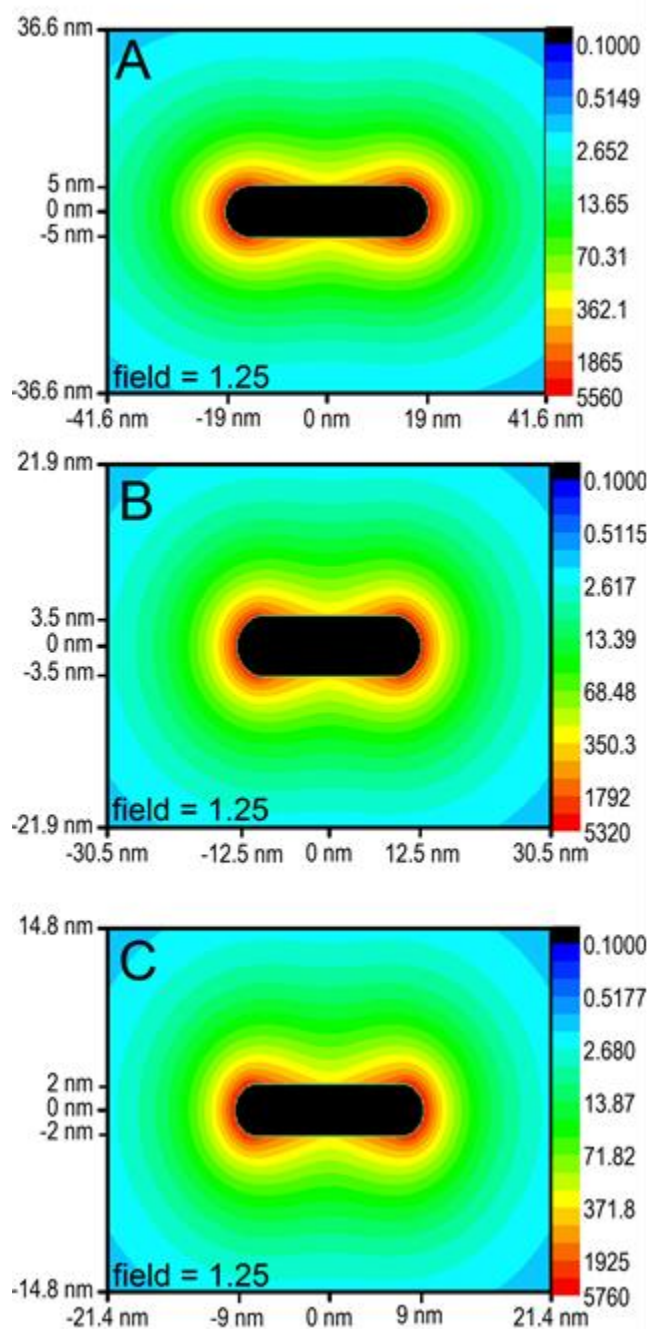 36.6 nm
A
0.1000
0.5149
2.652
5 nm
0 nm
-5 nm
13.65
70.31
362.1
1865
field = 1.25
-36.6 nm
5560
-41.6 nm -19 nm 0 nm 19 nm 41.6 nm
21.9 nm
B
0.1000
0.5115
2.617
3.5 nm
0 nm
-3.5 nm
13.39
68.48
350.3
1792
field = 1.25
-21.9 nm
5320
-30.5 nm -12.5 nm 0 nm 12.5 nm 30.5 nm
14.8 nm
C
0.1000
0.5177
2.680
2 nm
0 nm
-2 nm
13.87
71.82
371.8
1925
field = 1.25
-14.8 nm
5760
-21.4 nm -9 nm 0 nm 9 nm 21.4 nm